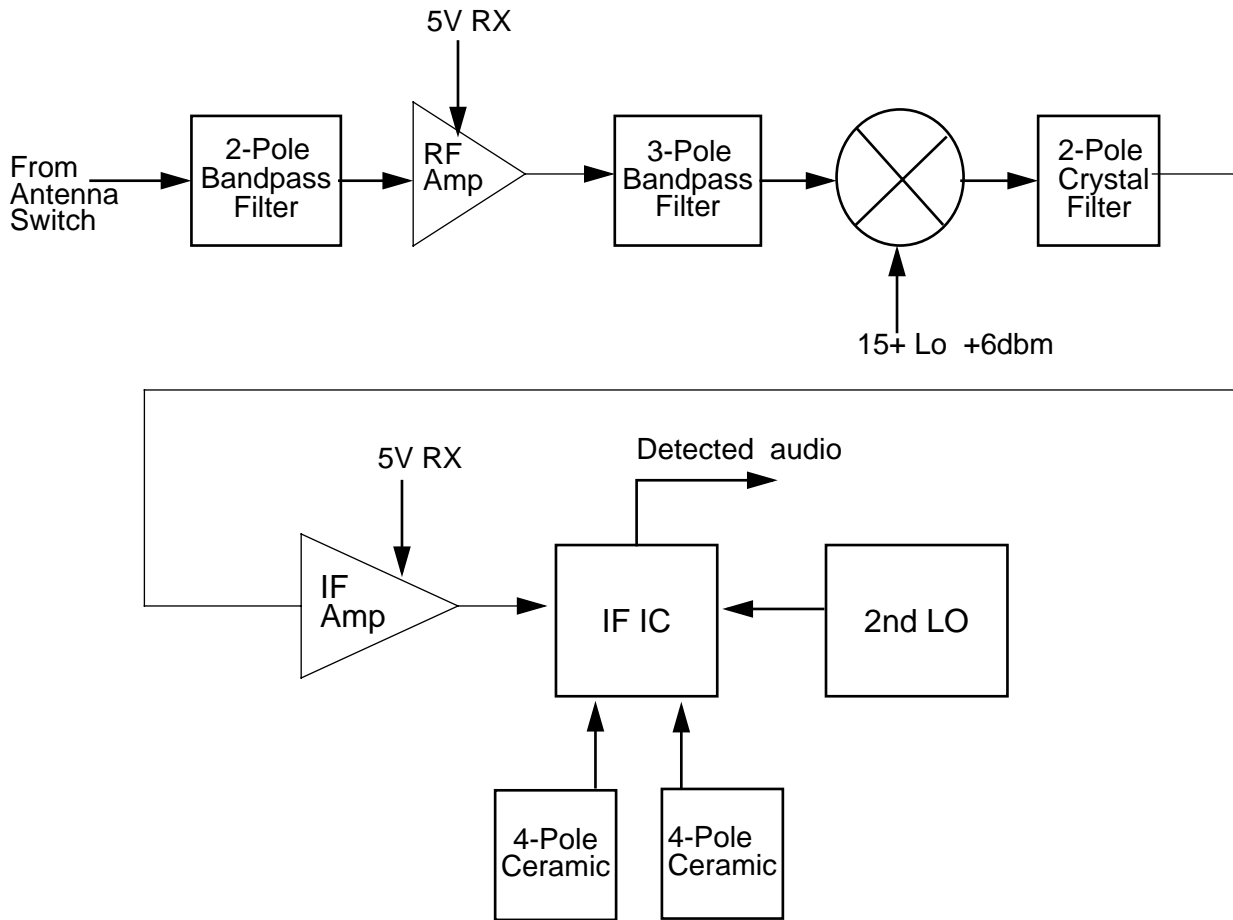 5V RX
From
Antenna
Switch
2-Pole
Bandpass
Filter
RF
Amp
3-Pole
Bandpass
Filter
2-Pole
Crystal
Filter
15+ Lo +6dbm
5V RX
Detected audio
IF
Amp
IF IC
2nd LO
4-Pole
Ceramic
4-Pole
Ceramic